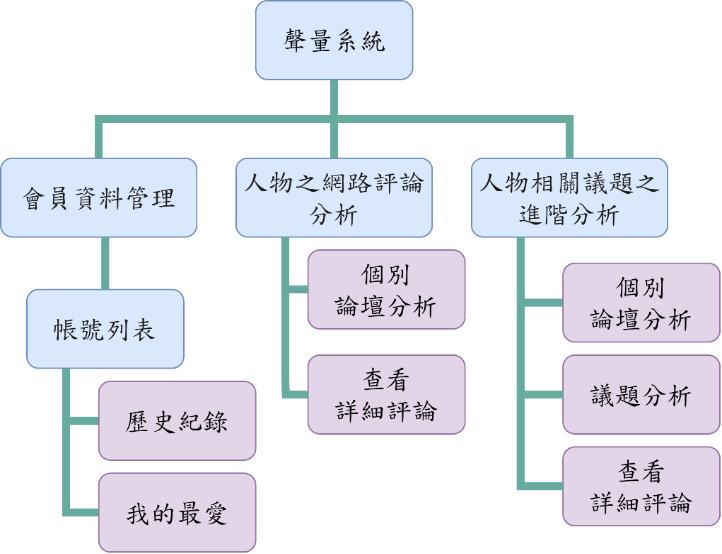 聲量系統
會員資料管理
帳號列表
歷史紀錄
我的最愛
人物之網路評論
分析
個別
論壇分析
查看
詳細評論
人物相關議題之
進階分析
個別
論壇分析
議題分析
查看
詳細評論